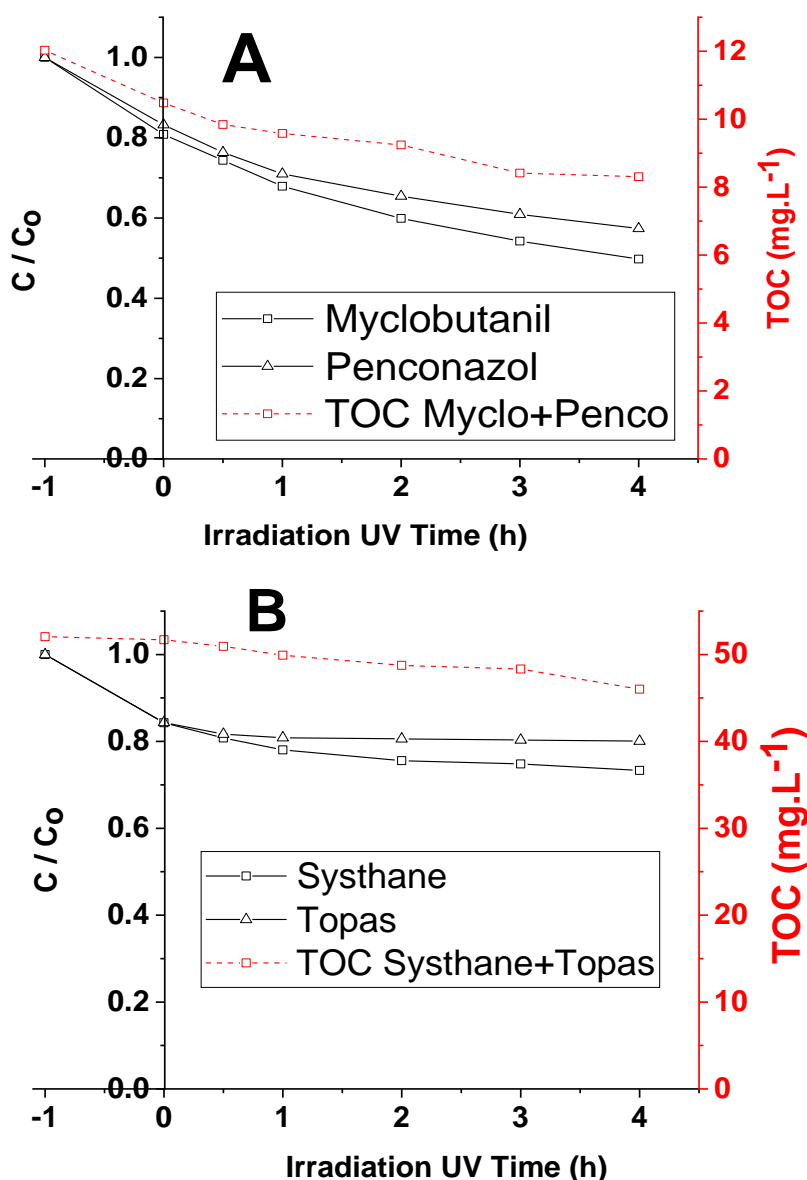 A
1.0
0.8
0.6
0.4
0.2
0.0
C / Co
12
10
8
6
4
2
0
TOC (mg.L-1)
Myclobutanil
Penconazol
TOC Myclo+Penco
-1 0 1 2 3 4
Irradiation UV Time (h)
B
1.0
0.8
0.6
0.4
0.2
0.0
C / Co
50
40
30
20
10
0
TOC (mg.L-1)
Systhane
Topas
TOC Systhane+Topas
-1 0 1 2 3 4
Irradiation UV Time (h)